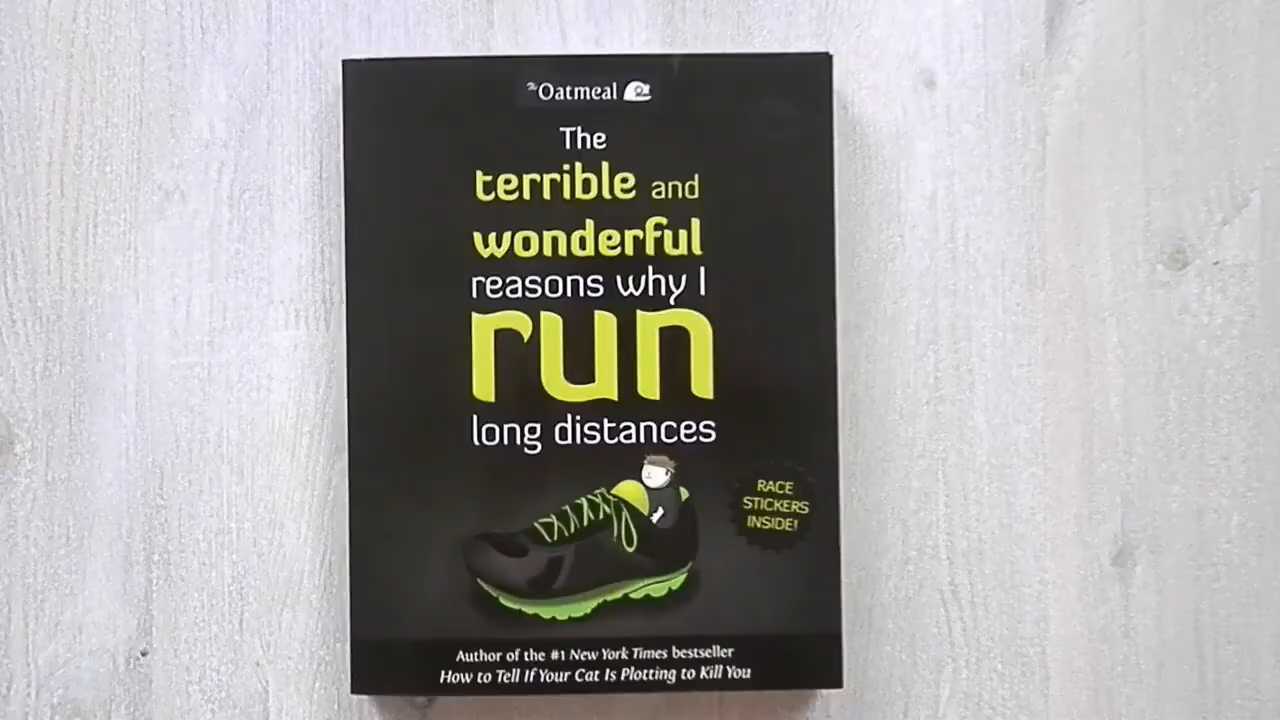 The Oatmeal
The
terrible and
wonderful
reasons why I
run
long distances
RACE
STICKERS
INSIDE!
Author of the #1 New York Times bestseller
How to Tell If Your Cat Is Plotting to Kill You